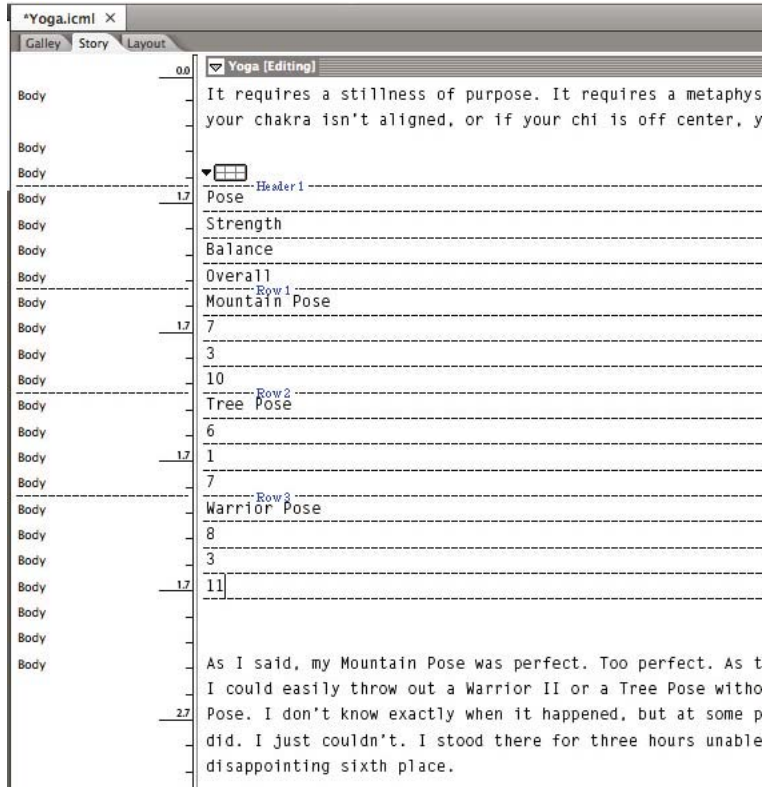 *Yoga.icml ×
Galley Story Layout
0.0 Yoga [Editing]
Body It requires a stillness of purpose. It requires a metaphys
your chakra isn't aligned, or if your chi is off center, y
Body
Body
Header 1
Body 1.7 Pose
Body Strength
Body Balance
Body Overall
Row 1
Body Mountain Pose
Body 1.7 7
Body 3
Body 10
Row 2
Body Tree Pose
Body 6
Body 1.7 1
Body 7
Row 3
Body Warrior Pose
Body 8
Body 3
Body 1.7 11
Body
Body
Body As I said, my Mountain Pose was perfect. Too perfect. As t
I could easily throw out a Warrior II or a Tree Pose witho
2.7 Pose. I don't know exactly when it happened, but at some p
did. I just couldn't. I stood there for three hours unable
disappointing sixth place.